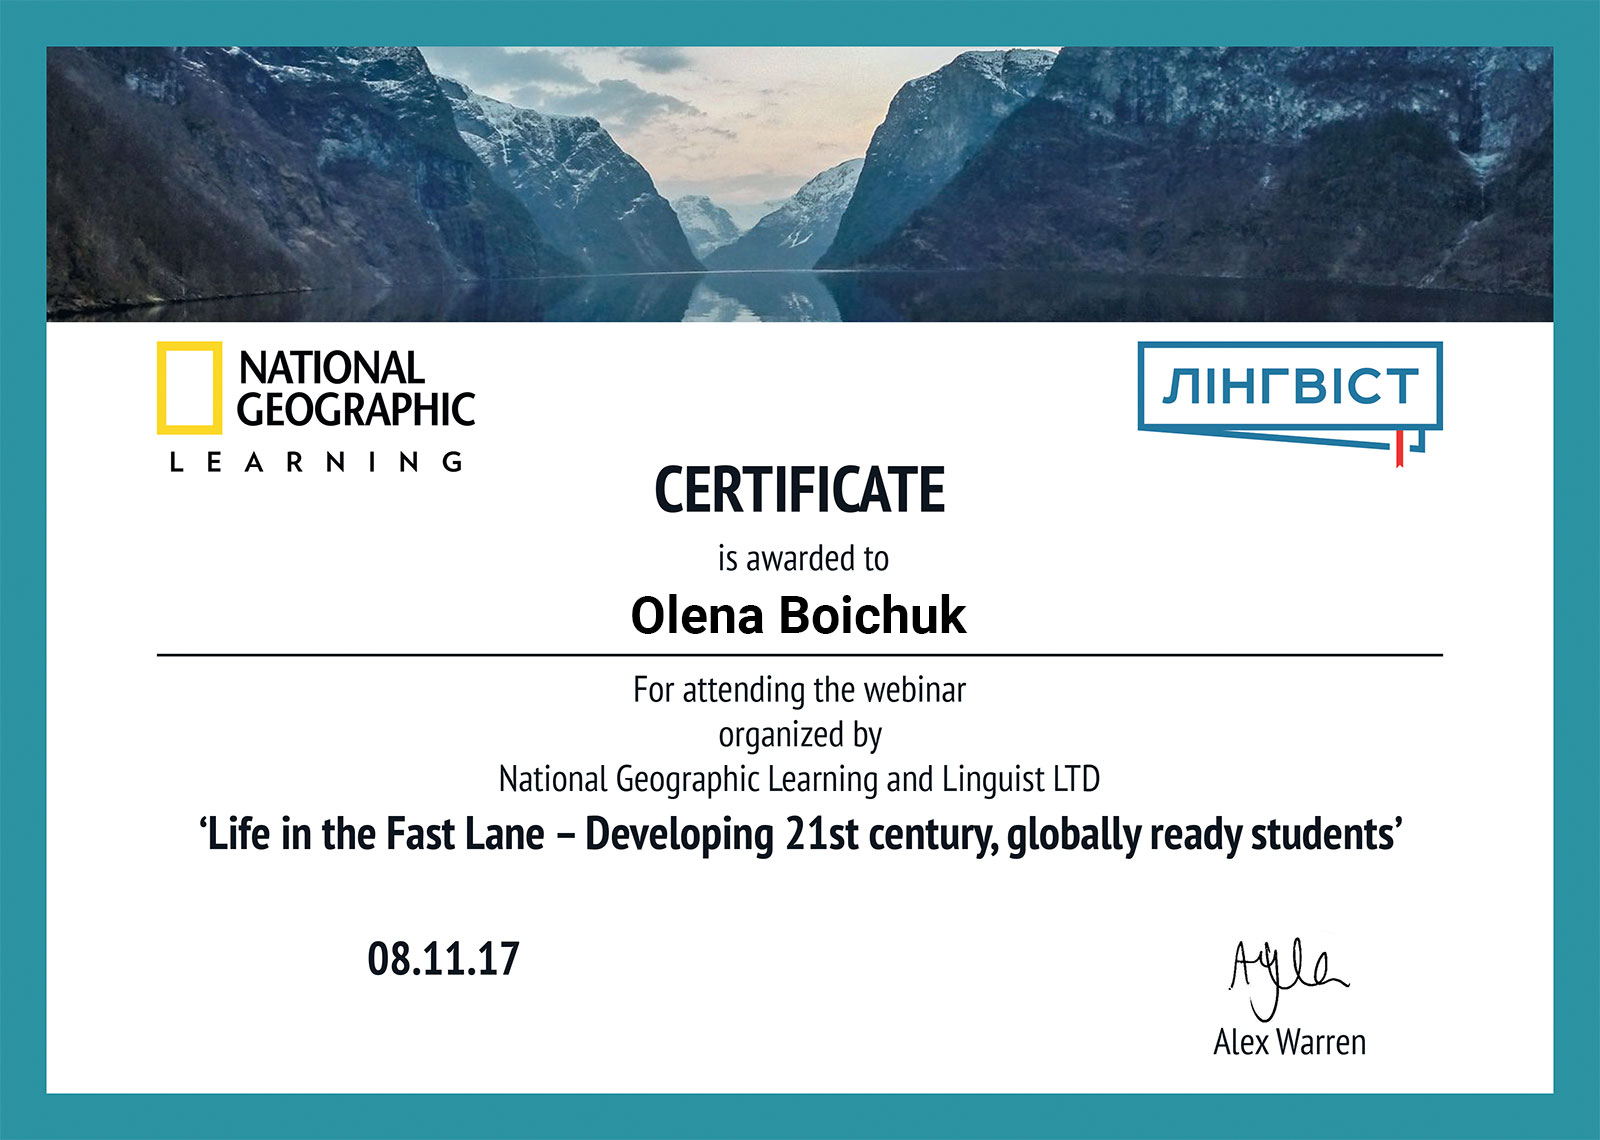 NATIONAL
GEOGRAPHIC
LEARNING
ЛІНГВІСТ
CERTIFICATE
is awarded to
Olena Boichuk
For attending the webinar
organized by
National Geographic Learning and Linguist LTD
‘Life in the Fast Lane – Developing 21st century, globally ready students’
08.11.17
Alex Warren